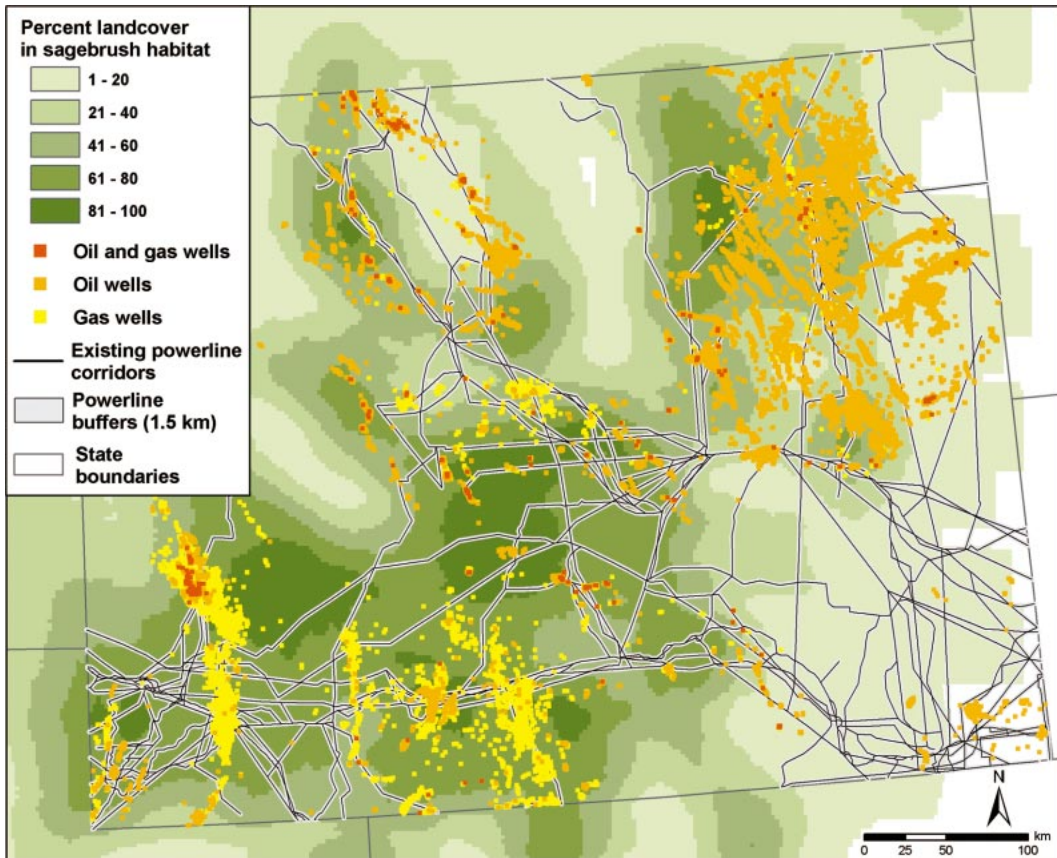 Percent landcover
in sagebrush habitat
1 - 20
21 - 40
41 - 60
61 - 80
81 - 100
Oil and gas wells
Oil wells
Gas wells
Existing powerline
corridors
Powerline
buffers (1.5 km)
State
boundaries
N
km
0 25 50 100